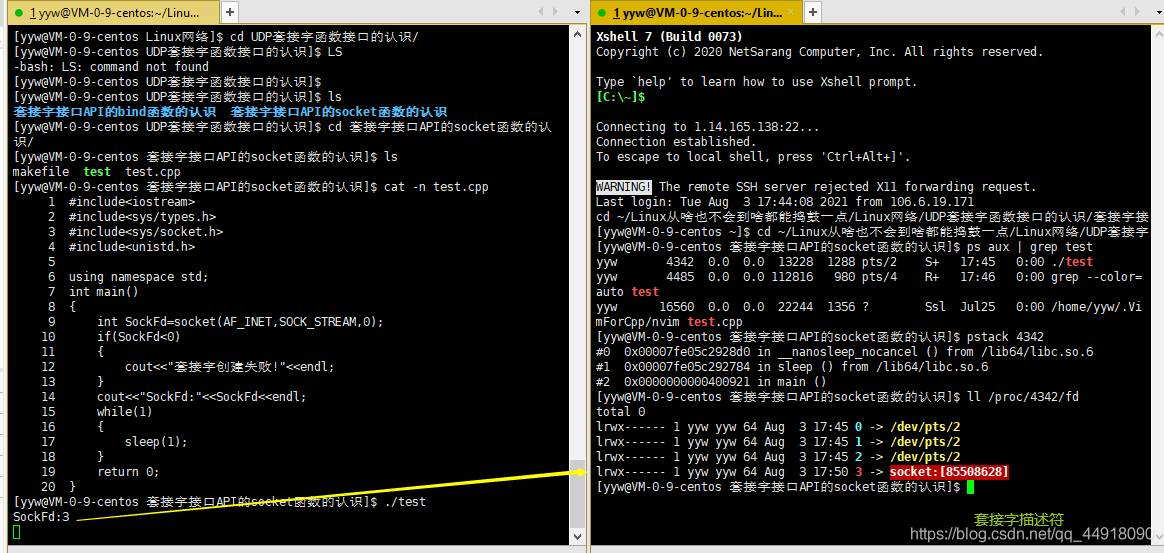 1 yyw@VM-0-9-centos:~/Linu...
[yyw@VM-0-9-centos Linux网络]$ cd UDP套接字函数接口的认识/
[yyw@VM-0-9-centos UDP套接字函数接口的认识]$ LS
-bash: LS: command not found
[yyw@VM-0-9-centos UDP套接字函数接口的认识]$
[yyw@VM-0-9-centos UDP套接字函数接口的认识]$ ls
套接字接口API的bind函数的认识  套接字接口API的socket函数的认识
[yyw@VM-0-9-centos UDP套接字函数接口的认识]$ cd 套接字接口API的socket函数的认
识/
[yyw@VM-0-9-centos 套接字接口API的socket函数的认识]$ ls
makefile  test  test.cpp
[yyw@VM-0-9-centos 套接字接口API的socket函数的认识]$ cat -n test.cpp
1  #include<iostream>
2  #include<sys/types.h>
3  #include<sys/socket.h>
4  #include<unistd.h>
5
6  using namespace std;
7  int main()
8  {
9      int SockFd=socket(AF_INET,SOCK_STREAM,0);
10      if(SockFd<0)
11      {
12          cout<<"套接字创建失败!"<<endl;
13      }
14      cout<<"SockFd:"<<SockFd<<endl;
15      while(1)
16      {
17          sleep(1);
18      }
19      return 0;
20  }
[yyw@VM-0-9-centos 套接字接口API的socket函数的认识]$ ./test
SockFd:3
1 yyw@VM-0-9-centos:~/Lin...
Xshell 7 (Build 0073)
Copyright (c) 2020 NetSarang Computer, Inc. All rights reserved.
Type `help' to learn how to use Xshell prompt.
[C:\~]$
Connecting to 1.14.165.138:22...
Connection established.
To escape to local shell, press 'Ctrl+Alt+]'.
WARNING! The remote SSH server rejected X11 forwarding request.
Last login: Tue Aug  3 17:44:08 2021 from 106.6.19.171
cd ~/Linux从啥也不会到啥都能捣鼓一点/Linux网络/UDP套接字函数接口的认识/套接字接
[yyw@VM-0-9-centos ~]$ cd ~/Linux从啥也不会到啥都能捣鼓一点/Linux网络/UDP套接字
[yyw@VM-0-9-centos 套接字接口API的socket函数的认识]$ ps aux | grep test
yyw       4342  0.0  0.0  13228  1288 pts/2    S+   17:45   0:00 ./test
yyw       4485  0.0  0.0 112816   980 pts/4    R+   17:46   0:00 grep --color=
auto test
yyw      16560  0.0  0.0  22244  1356 ?        Ssl  Jul25   0:00 /home/yyw/.Vi
mForCpp/nvim test.cpp
[yyw@VM-0-9-centos 套接字接口API的socket函数的认识]$ pstack 4342
#0  0x00007fe05c2928d0 in __nanosleep_nocancel () from /lib64/libc.so.6
#1  0x00007fe05c292784 in sleep () from /lib64/libc.so.6
#2  0x0000000000400921 in main ()
[yyw@VM-0-9-centos 套接字接口API的socket函数的认识]$ ll /proc/4342/fd
total 0
lrwx------ 1 yyw yyw 64 Aug  3 17:45 0 -> /dev/pts/2
lrwx------ 1 yyw yyw 64 Aug  3 17:45 1 -> /dev/pts/2
lrwx------ 1 yyw yyw 64 Aug  3 17:45 2 -> /dev/pts/2
lrwx------ 1 yyw yyw 64 Aug  3 17:50 3 -> socket:[85508628]
[yyw@VM-0-9-centos 套接字接口API的socket函数的认识]$
套接字描述符
https://blog.csdn.net/qq_44918090